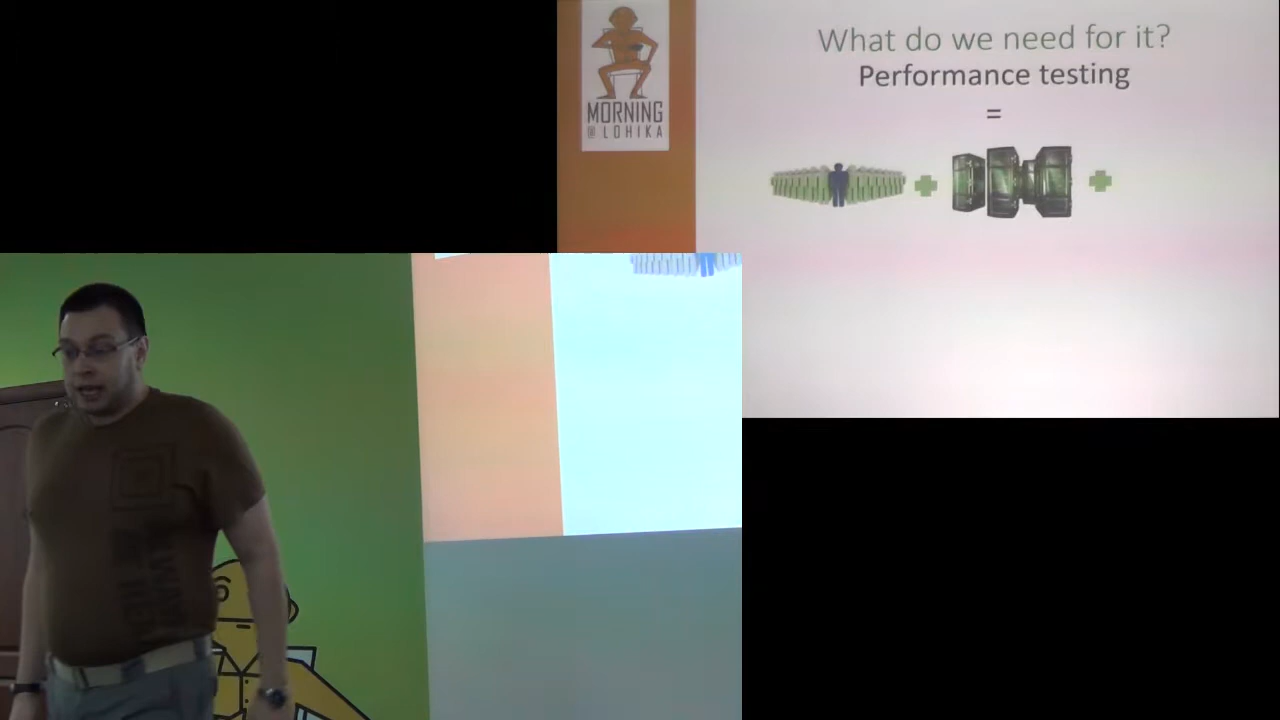 What do we need for it?
Performance testing
=
MORNING
@ LOHIKA